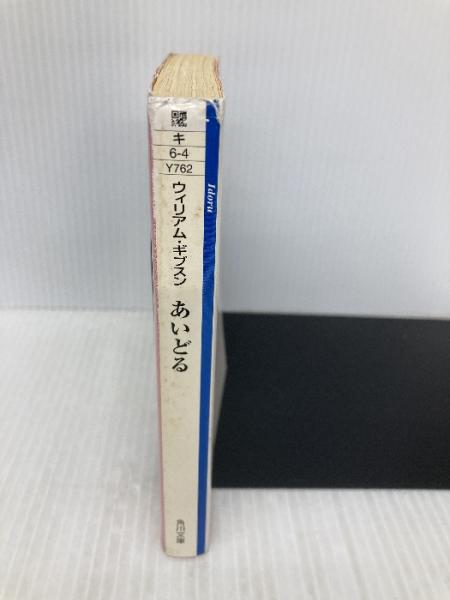 キ
6-4
Y762
ウィリアム・ギブスン
あいどる
角川文庫
Idoru